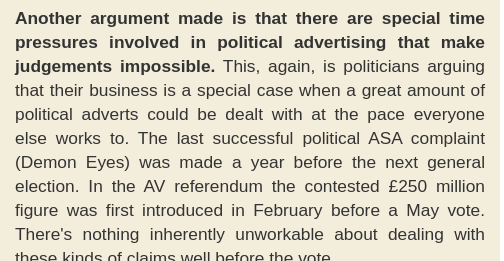 Another argument made is that there are special time
pressures involved in political advertising that make
judgements impossible. This, again, is politicians arguing
that their business is a special case when a great amount of
political adverts could be dealt with at the pace everyone
else works to. The last successful political ASA complaint
(Demon Eyes) was made a year before the next general
election. In the AV referendum the contested £250 million
figure was first introduced in February before a May vote.
There's nothing inherently unworkable about dealing with
these kinds of claims well before the vote.